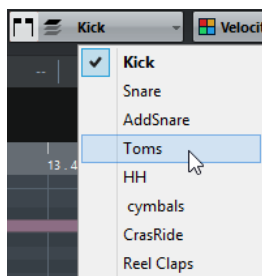 Kick Velocit
--
13 . 4
Kick
Snare
AddSnare
Toms
HH
cymbals
CrasRide
Reel Claps